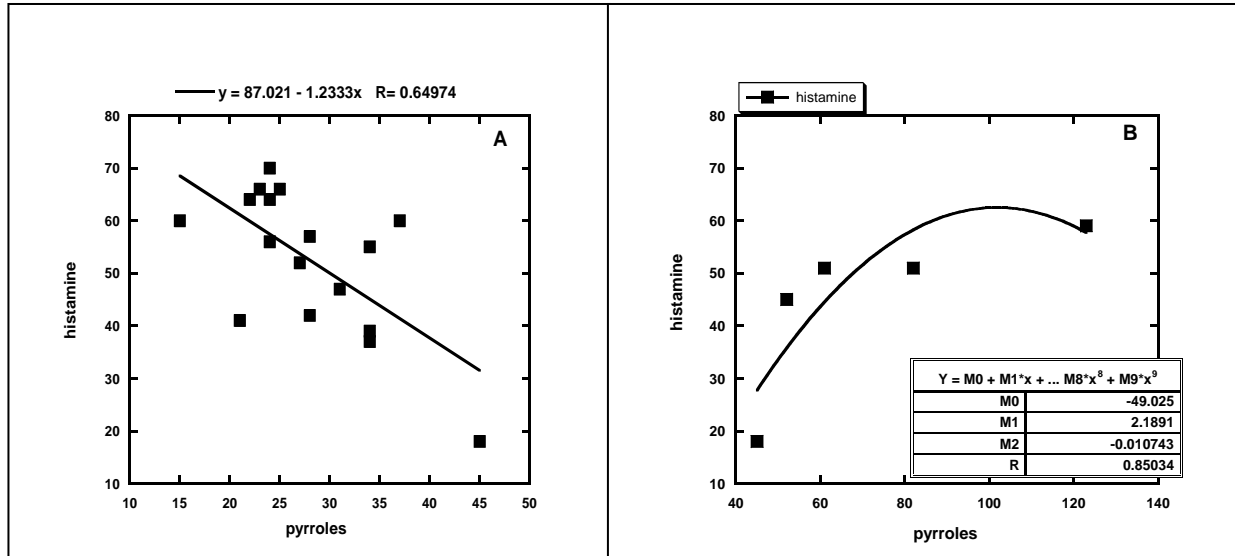 y = 87.021 - 1.2333x R= 0.64974
A
80
70
60
50
40
30
20
10
10 15 20 25 30 35 40 45 50
histamine
pyrroles
histamine
B
80
70
60
50
40
30
20
10
40 60 80 100 120 140
histamine
pyrroles
Y = M0 + M1*x + ... M8*x⁸ + M9*x⁹
M0 -49.025
M1 2.1891
M2 -0.010743
R 0.85034